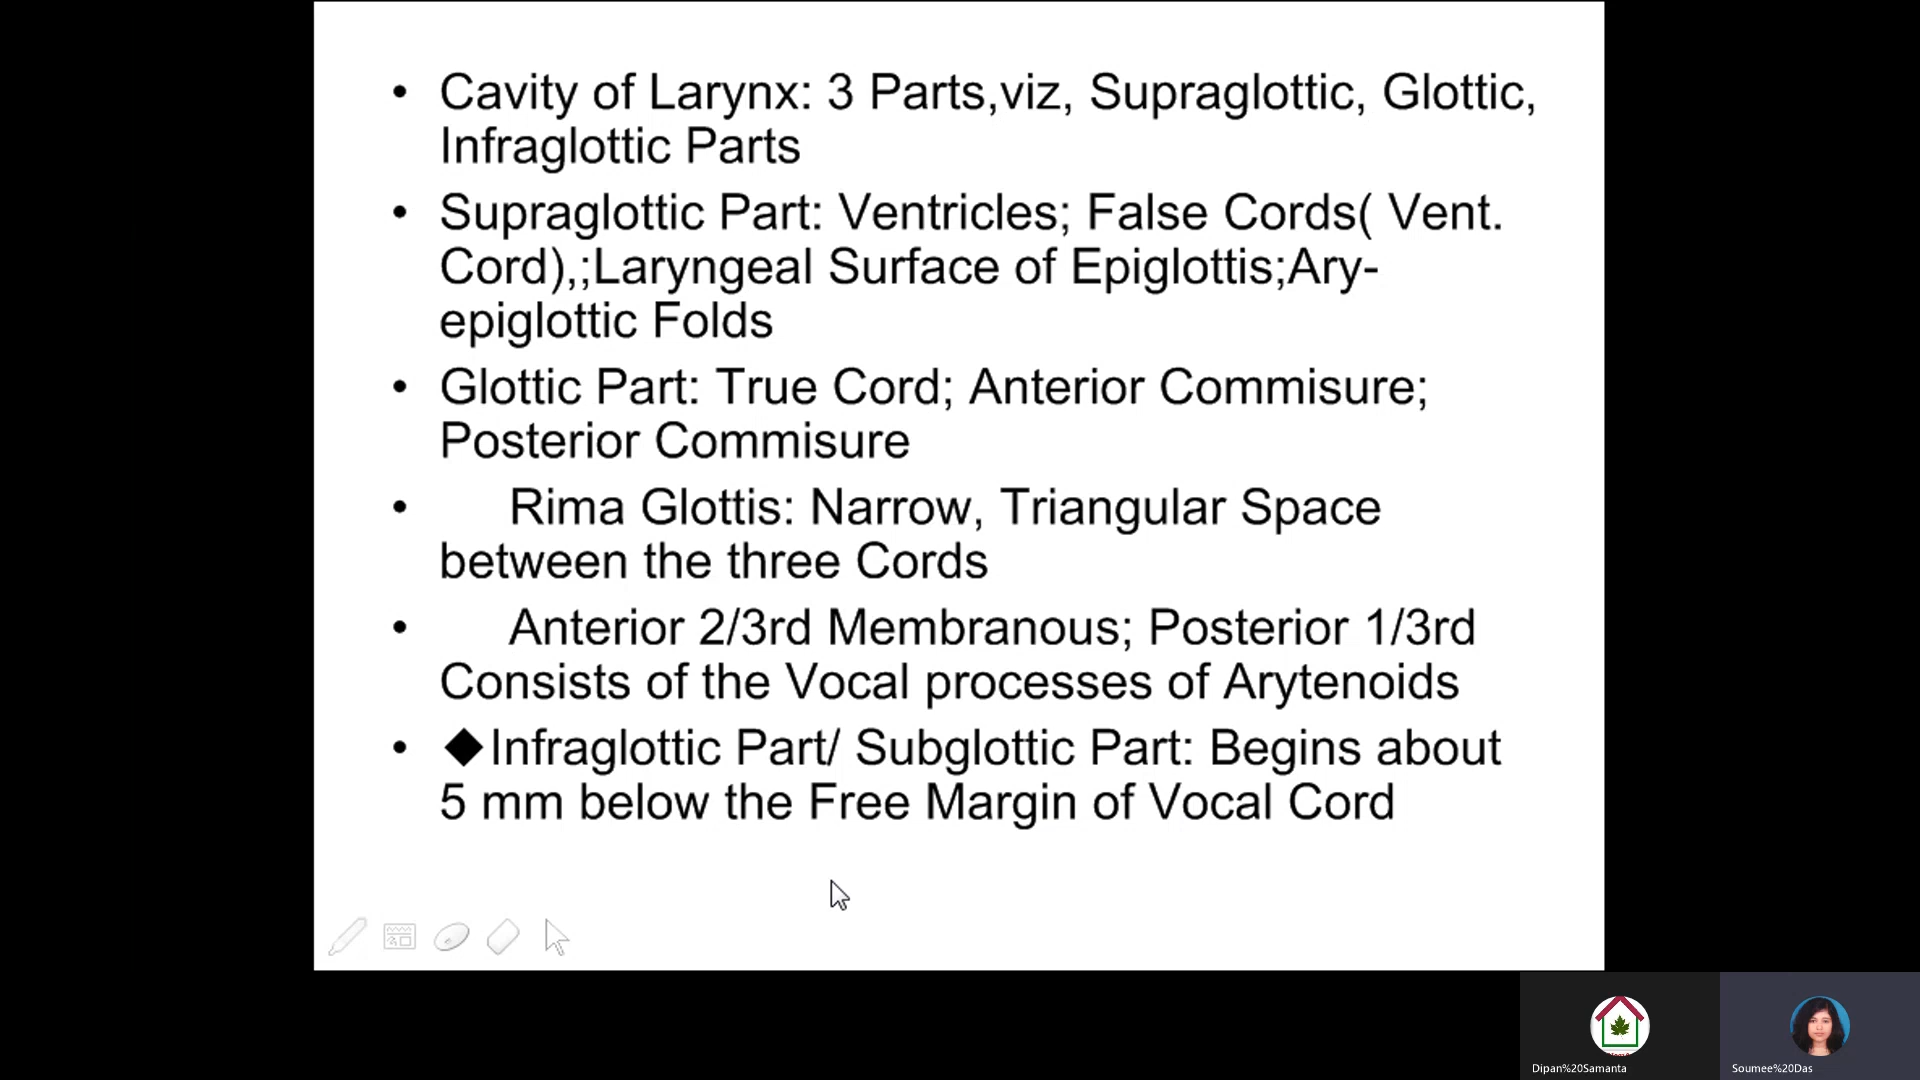 • Cavity of Larynx: 3 Parts,viz, Supraglottic, Glottic,
Infraglottic Parts
• Supraglottic Part: Ventricles; False Cords( Vent.
Cord),;Laryngeal Surface of Epiglottis;Ary-
epiglottic Folds
• Glottic Part: True Cord; Anterior Commisure;
Posterior Commisure
• Rima Glottis: Narrow, Triangular Space
between the three Cords
• Anterior 2/3rd Membranous; Posterior 1/3rd
Consists of the Vocal processes of Arytenoids
• ◆Infraglottic Part/ Subglottic Part: Begins about
5 mm below the Free Margin of Vocal Cord
Dipan%20Samanta
Soumee%20Das